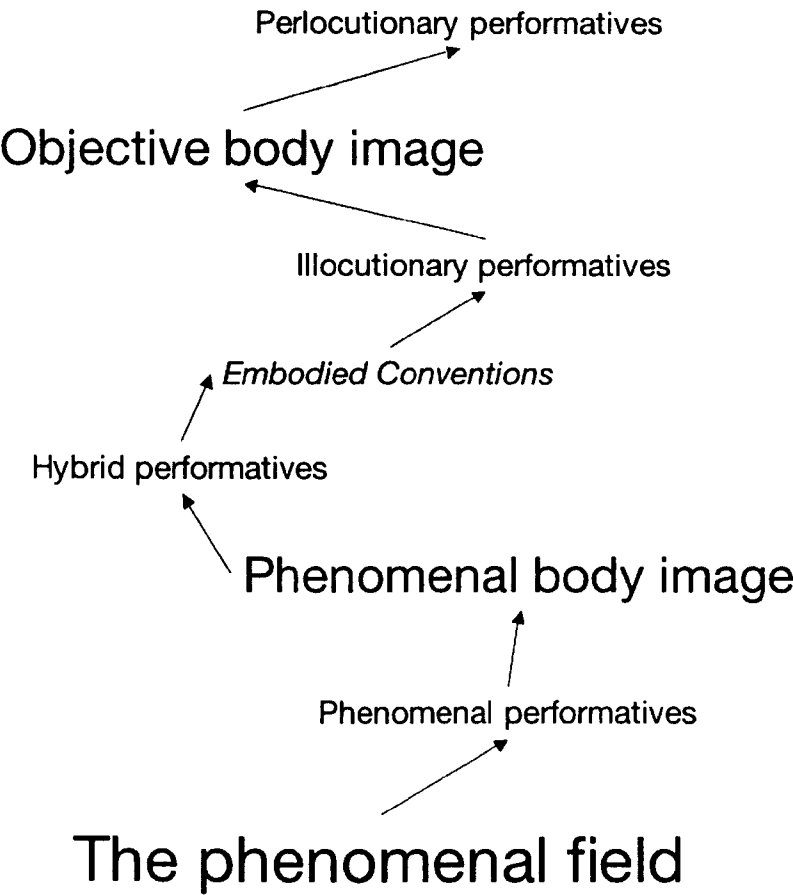 Perlocutionary performatives
Objective body image
Illocutionary performatives
Embodied Conventions
Hybrid performatives
Phenomenal body image
Phenomenal performatives
The phenomenal field